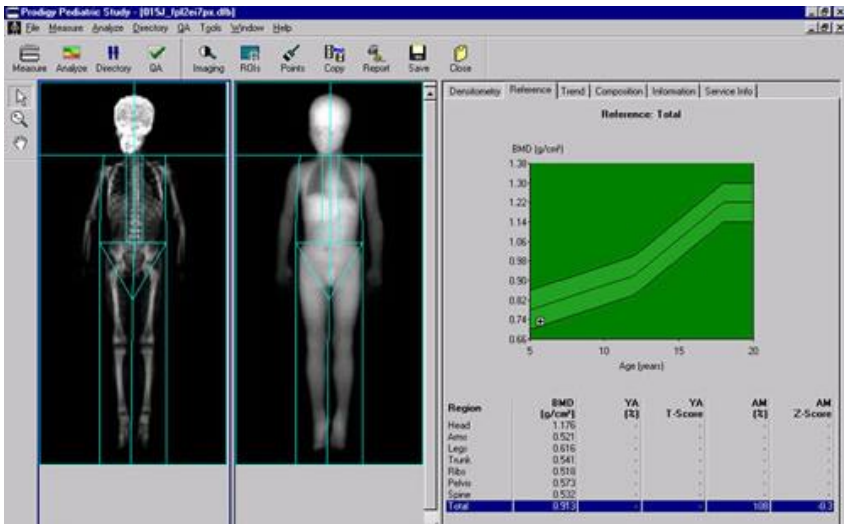 Prodigy Pediatric Study - [015J_fpl2ei7px.dfb]
File Measure Analyze Directory QA Tools Window Help
Measure Analyze Directory QA Imaging ROIs Points Copy Report Save Close
Densitometry Reference Trend Composition Information Service Info
Reference: Total
BMD (g/cm²)
1.38
1.30
1.22
1.14
1.06
0.98
0.90
0.82
0.74
0.66
5 10 15 20
Age (years)
Region BMD (g/cm²) YA (%) YA T-Score AM (%) AM Z-Score
Head 1.176 - - - -
Arms 0.521 - - - -
Legs 0.616 - - - -
Trunk 0.541 - - - -
Ribs 0.518 - - - -
Pelvis 0.573 - - - -
Spine 0.532 - - - -
Total 0.913 - - 108 -0.3